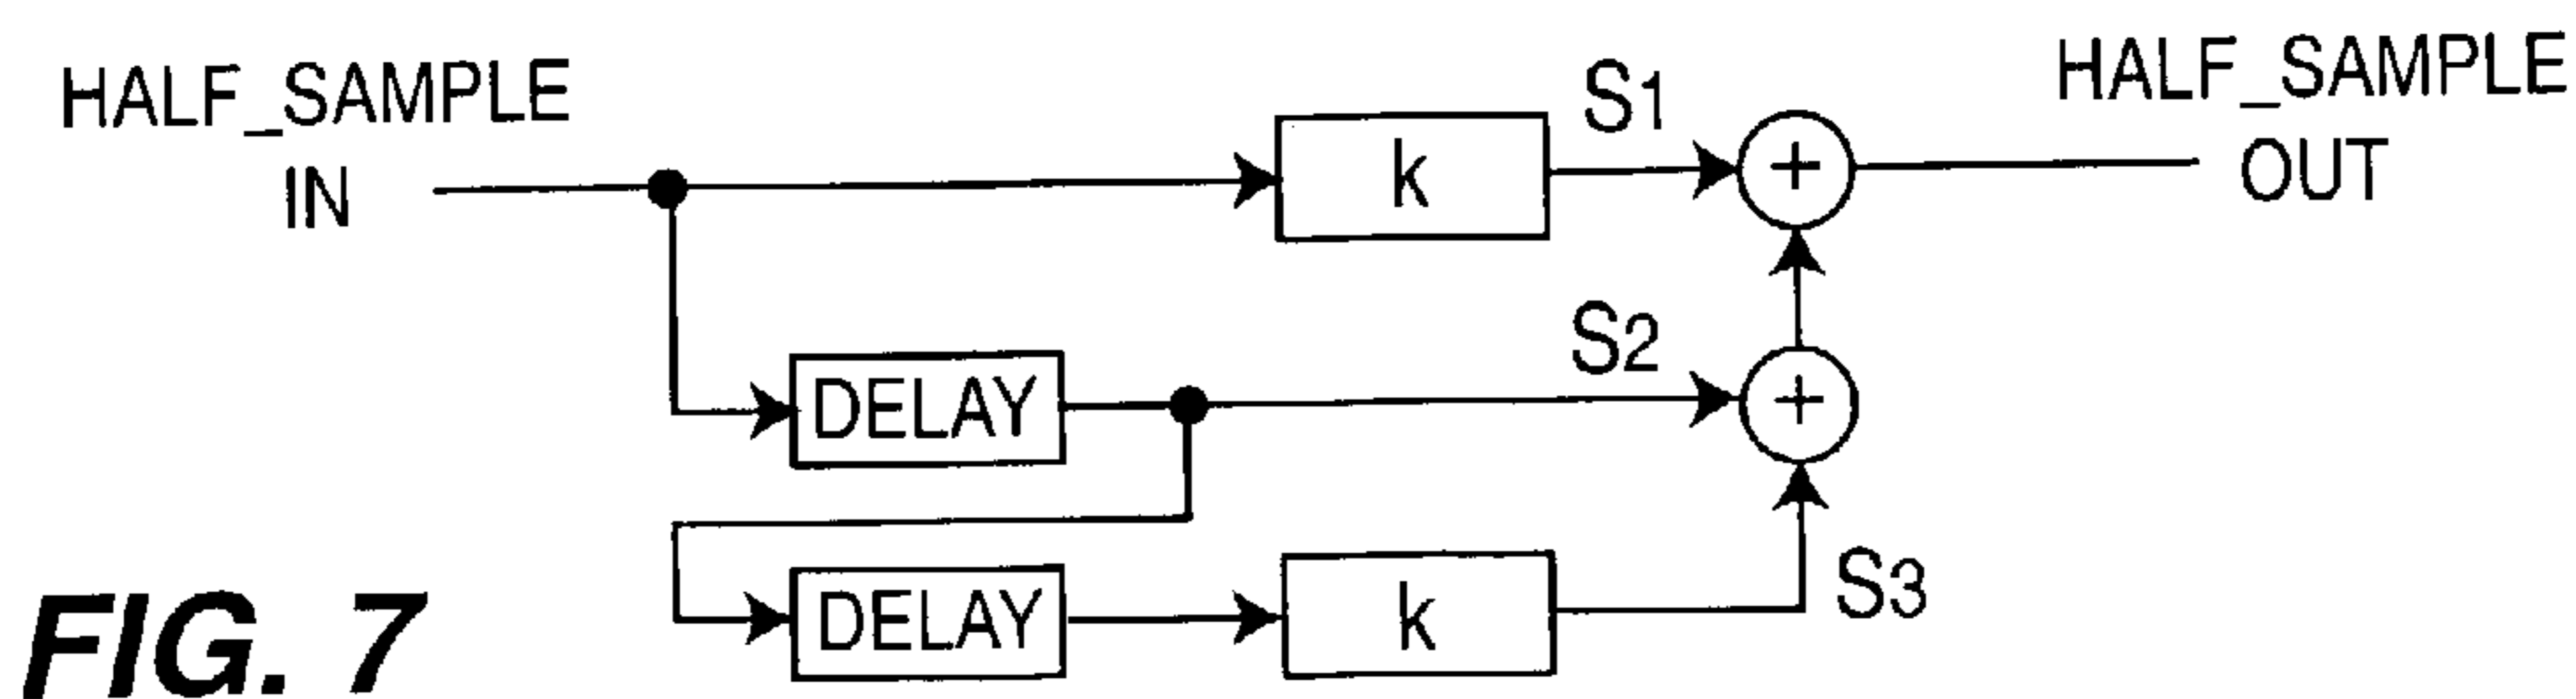 HALF_SAMPLE
IN
k
S1
+
HALF_SAMPLE
OUT
DELAY
S2
+
DELAY
k
S3
FIG. 7